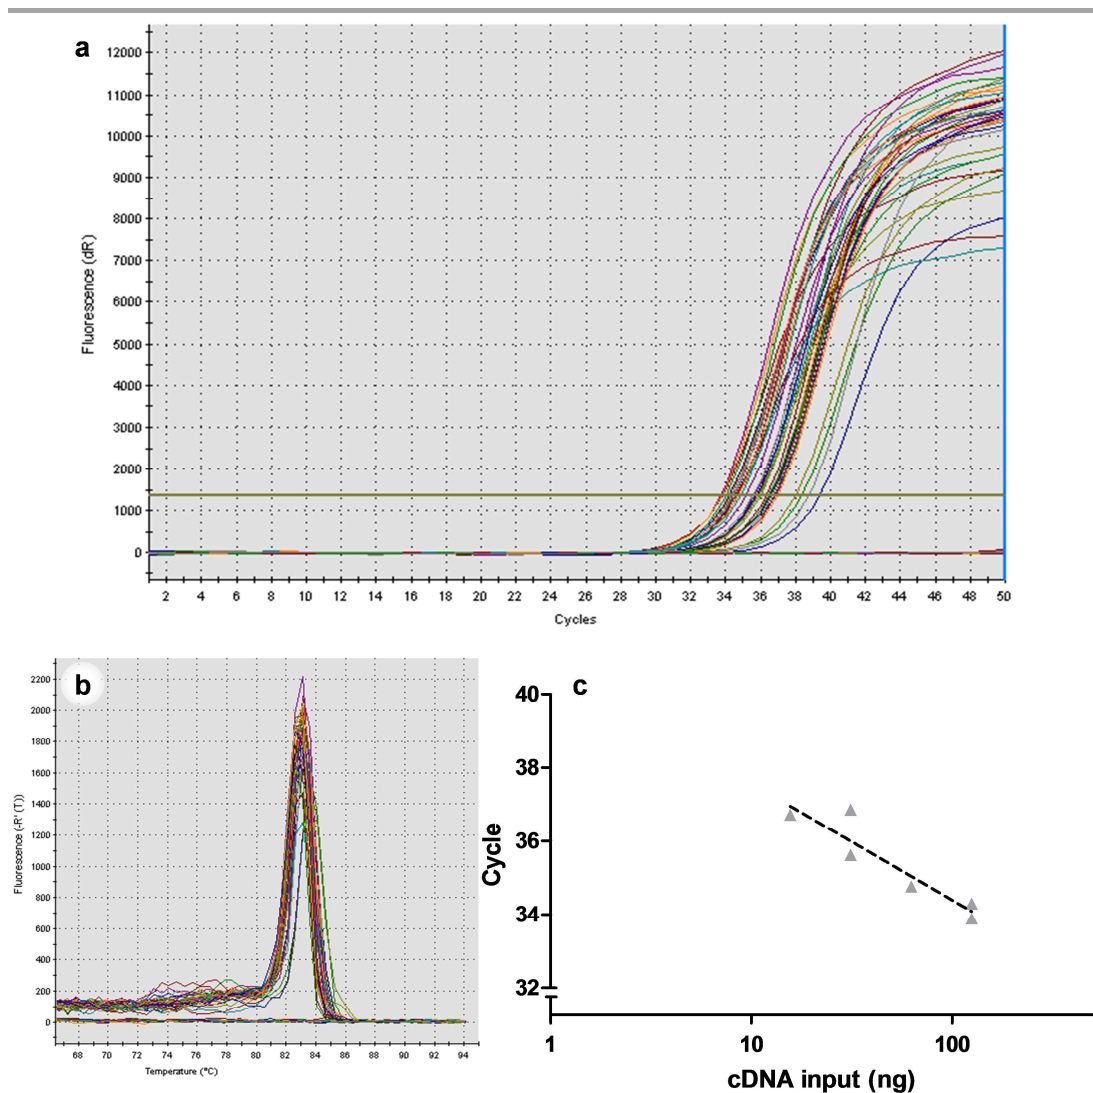 a
12000
11000
10000
9000
8000
7000
6000
5000
4000
3000
2000
1000
0
Fluorescence (dR)
2 4 6 8 10 12 14 16 18 20 22 24 26 28 30 32 34 36 38 40 42 44 46 48 50
Cycles
b
2200
2000
1800
1600
1400
1200
1000
800
600
400
200
0
Fluorescence (-R' (T))
68 70 72 74 76 78 80 82 84 86 88 90 92 94
Temperature (°C)
c
40
38
36
34
32
Cycle
1 10 100
cDNA input (ng)